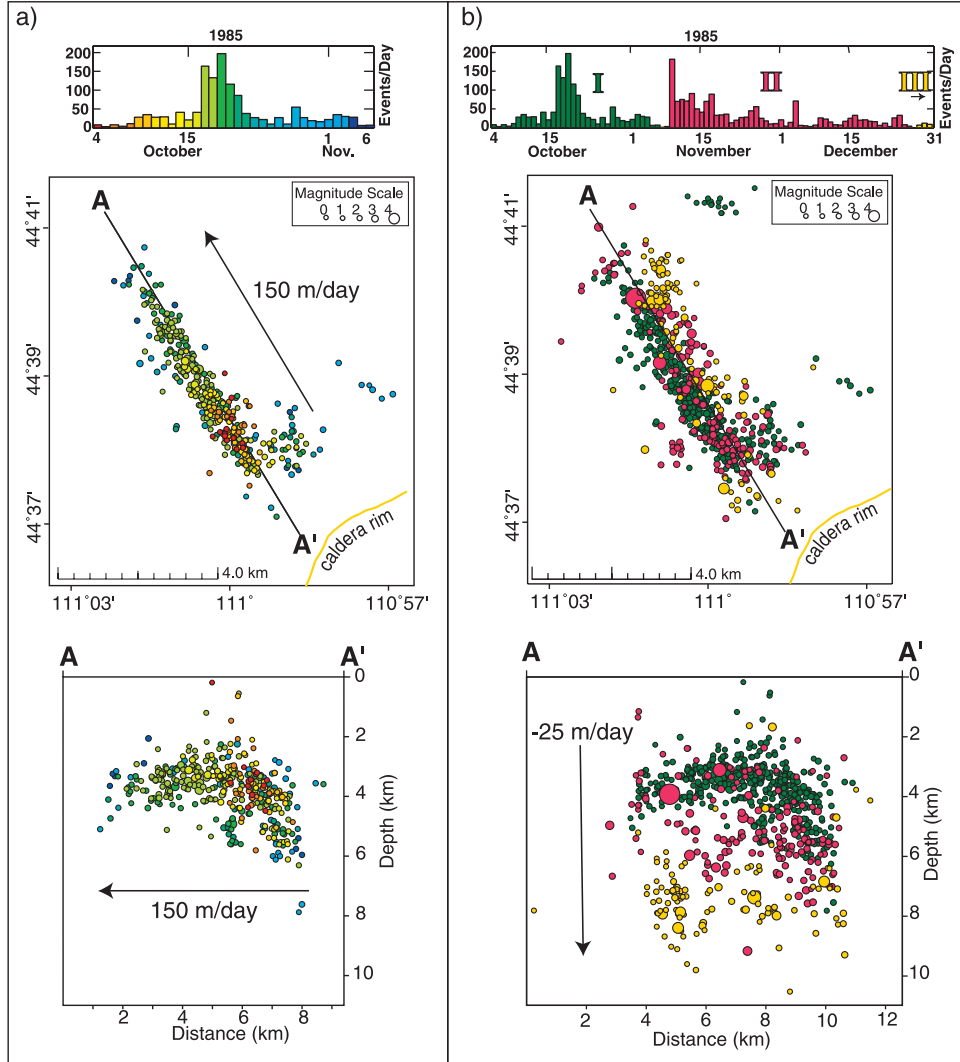 a)
1985
200
150
100
50
0
Events/Day
4 15 1 6
October Nov.
A
Magnitude Scale
0 1 2 3 4
44°41'
150 m/day
44°39'
44°37'
A'
caldera rim
4.0 km
111°03' 111° 110°57'
A A'
0
2
4
6
8
10
Depth (km)
150 m/day
2 4 6 8
Distance (km)
b)
1985
200
150
100
50
0
I II III
Events/Day
15 1 15 1 15 31
October November December
A
Magnitude Scale
0 1 2 3 4
44°41'
44°39'
44°37'
A'
caldera rim
4.0 km
111°03' 111° 110°57'
A A'
0
2
4
6
8
10
Depth (km)
-25 m/day
2 4 6 8 10 12
Distance (km)